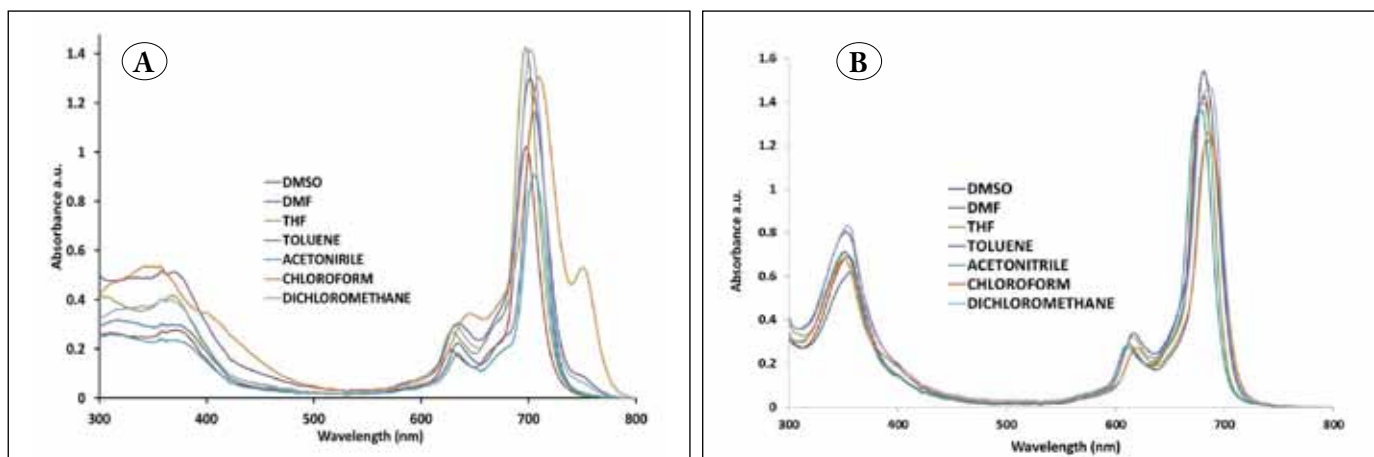 A
Absorbance a.u.
1.4
1.2
1
0.8
0.6
0.4
0.2
0
300
400
500
600
700
800
Wavelength (nm)
DMSO
DMF
THF
TOLUENE
ACETONIRILE
CHLOROFORM
DICHLOROMETHANE
B
Absorbance a.u.
1.6
1.4
1.2
1
0.8
0.6
0.4
0.2
0
300
400
500
600
700
800
Wavelength (nm)
DMSO
DMF
THF
TOLUENE
ACETONITRILE
CHLOROFORM
DICHLOROMETHANE